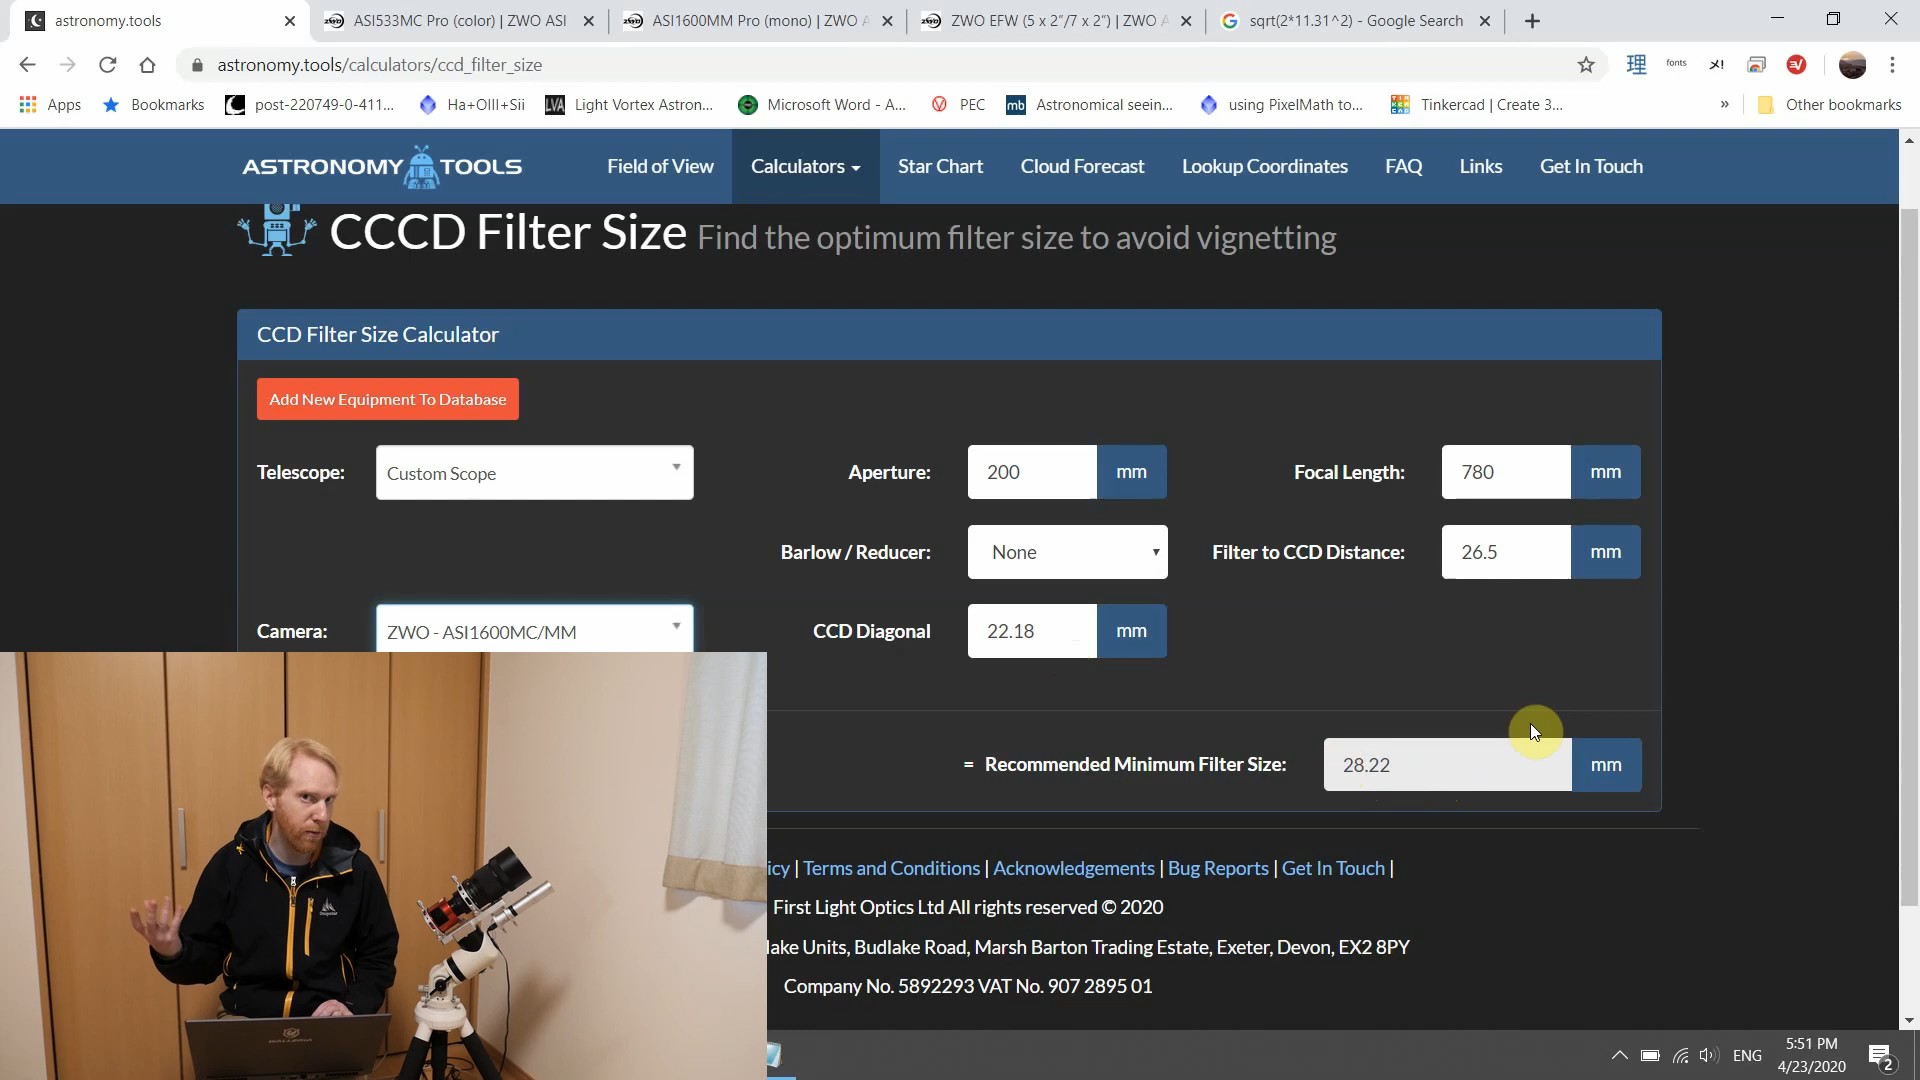 astronomy.tools
ASI533MC Pro (color) | ZWO ASI
ASI1600MM Pro (mono) | ZWO A
ZWO EFW (5 x 2"/7 x 2") | ZWO A
sqrt(2*11.31^2) - Google Search
astronomy.tools/calculators/ccd_filter_size
理
fonts
Apps
Bookmarks
post-220749-0-411...
Ha+OIII+Sii
LVA
Light Vortex Astron...
Microsoft Word - A...
PEC
mb
Astronomical seein...
using PixelMath to...
Tinkercad | Create 3...
»
Other bookmarks
ASTRONOMY TOOLS
Field of View
Calculators
Star Chart
Cloud Forecast
Lookup Coordinates
FAQ
Links
Get In Touch
CCCD Filter Size Find the optimum filter size to avoid vignetting
CCD Filter Size Calculator
Add New Equipment To Database
Telescope:
Custom Scope
Aperture:
200
mm
Focal Length:
780
mm
Barlow / Reducer:
None
Filter to CCD Distance:
26.5
mm
Camera:
ZWO - ASI1600MC/MM
CCD Diagonal
22.18
mm
= Recommended Minimum Filter Size:
28.22
mm
icy | Terms and Conditions | Acknowledgements | Bug Reports | Get In Touch |
First Light Optics Ltd All rights reserved © 2020
lake Units, Budlake Road, Marsh Barton Trading Estate, Exeter, Devon, EX2 8PY
Company No. 5892293 VAT No. 907 2895 01
GALLERIA
ENG
5:51 PM
4/23/2020
2